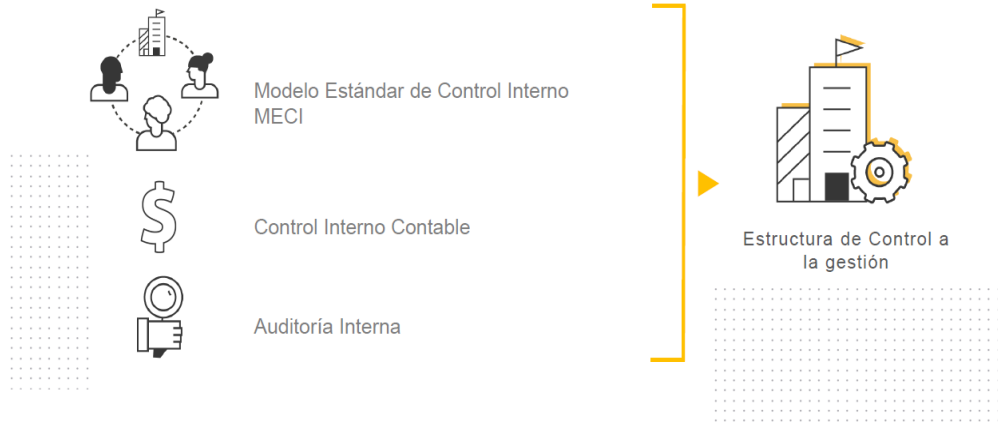 Modelo Estándar de Control Interno
MECI
Control Interno Contable
Auditoría Interna
Estructura de Control a
la gestión